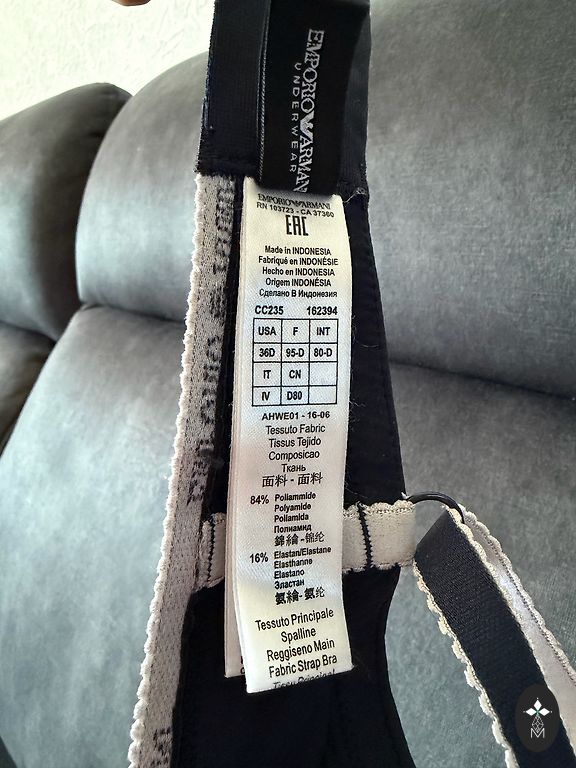 EMPORIO ARMANI
UNDERWEAR
EMPORIO ARMANI
RN 103723 - CA 37360
EAC
Made in INDONESIA
Fabriqué en INDONÉSIE
Hecho en INDONESIA
Origem INDONÉSIA
Сделано В Индонезия
CC235 162394
USA F INT
36D 95-D 80-D
IT CN
IV D80
AHWE01 - 16-06
Tessuto Fabric
Tissus Tejido
Composicao
Ткань
面料 - 面料
84% Poliammide
Polyamide
Poliamida
Полиамид
錦綸 - 锦纶
16% Elastan/Elastane
Elasthanne
Elastano
Эластан
氨綸 - 氨纶
Tessuto Principale
Spalline
Reggiseno Main
Fabric Strap Bra
Tissu Principal
M